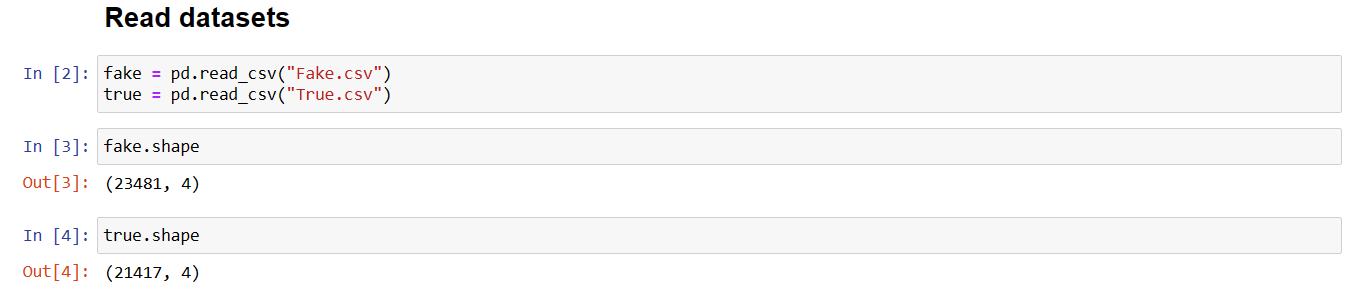 Read datasets
In [2]: fake = pd.read_csv("Fake.csv")
true = pd.read_csv("True.csv")
In [3]: fake.shape
Out[3]: (23481, 4)
In [4]: true.shape
Out[4]: (21417, 4)